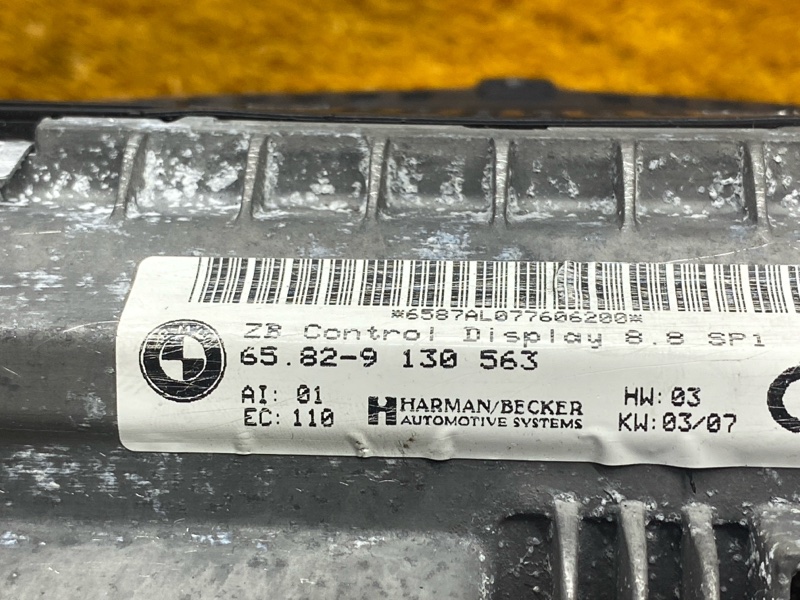 *6587AL077606200*
ZB Control Display 8.8 SP1
65.82-9 130 563
AI: 01
EC: 110
HARMAN/BECKER
AUTOMOTIVE SYSTEMS
HW: 03
KW: 03/07